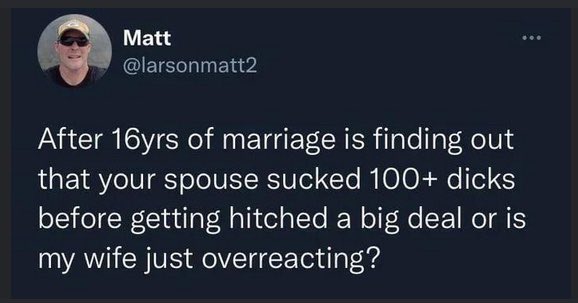 Matt
@larsonmatt2
After 16yrs of marriage is finding out
that your spouse sucked 100+ dicks
before getting hitched a big deal or is
my wife just overreacting?